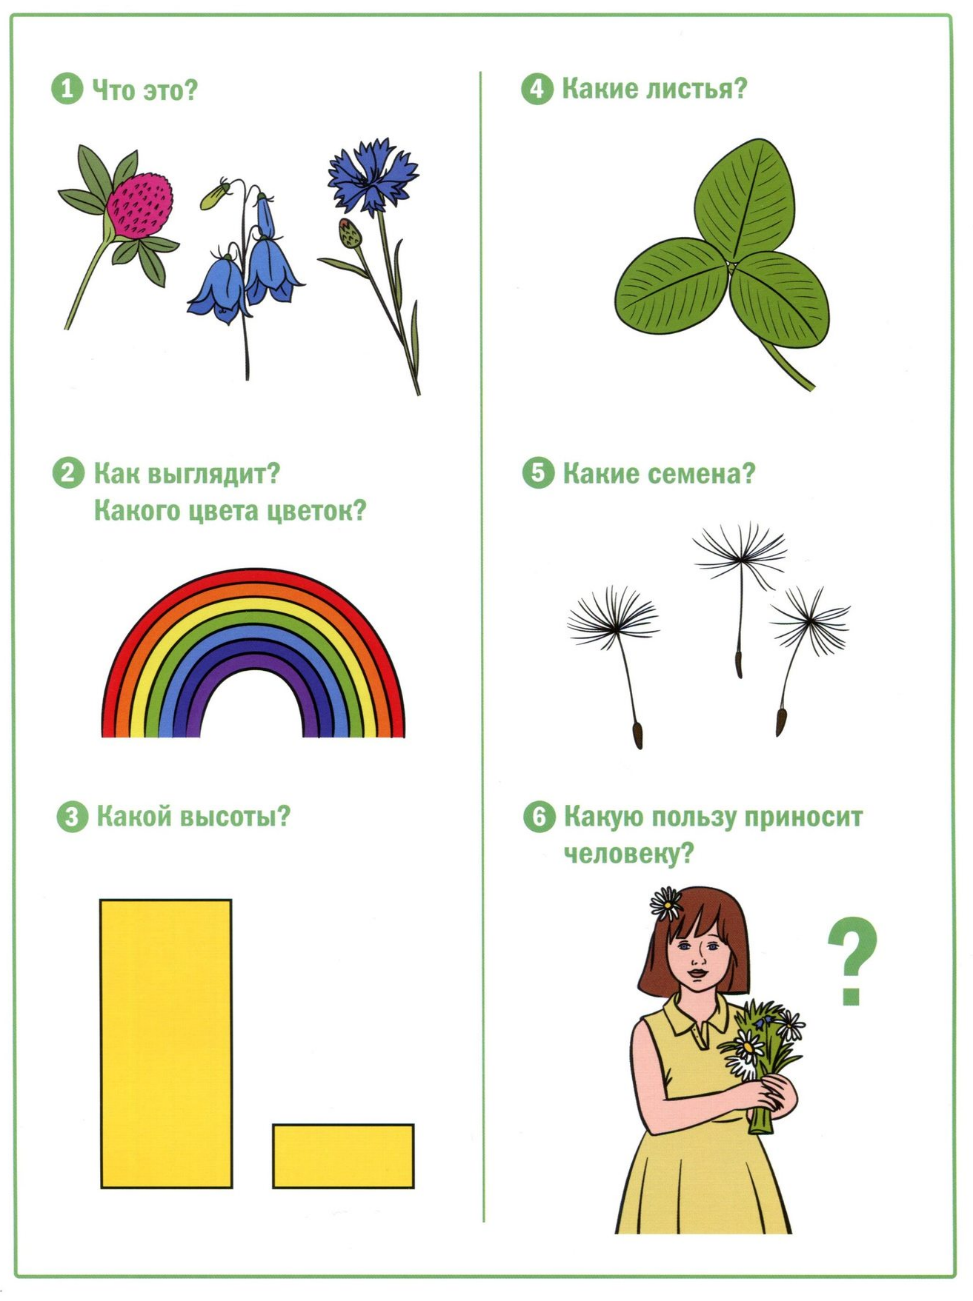 1 Что это?
2 Как выглядит?
Какого цвета цветок?
3 Какой высоты?
4 Какие листья?
5 Какие семена?
6 Какую пользу приносит
человеку?
?